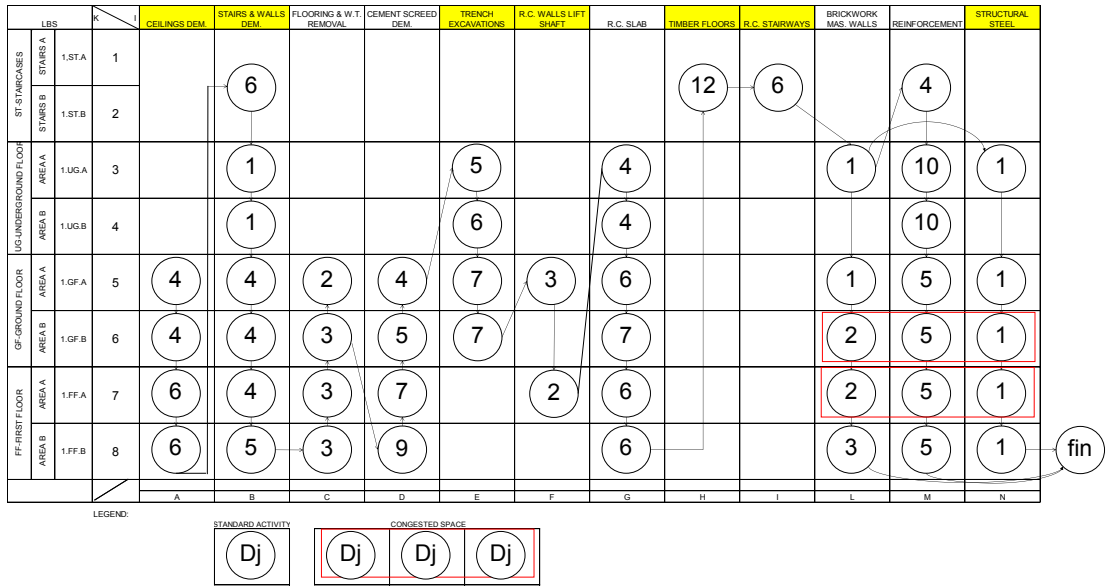 LBS K I CEILINGS DEM. STAIRS & WALLS DEM. FLOORING & W.T. REMOVAL CEMENT SCREED DEM. TRENCH EXCAVATIONS R.C. WALLS LIFT SHAFT R.C. SLAB TIMBER FLOORS R.C. STAIRWAYS BRICKWORK MAS. WALLS REINFORCEMENT STRUCTURAL STEEL
ST-STAIRCASES
STAIRS A 1,ST.A 1
6 12 6 4
STAIRS B 1.ST.B 2
UG-UNDERGROUND FLOOR
AREA A 1.UG.A 3 1 5 4 1 10 1
AREA B 1.UG.B 4 1 6 4 10
GF-GROUND FLOOR
AREA A 5 1.GF.A 4 4 2 4 7 3 6 1 5 1
AREA B 1.GF.B 6 4 4 3 5 7 7 2 5 1
FF-FIRST FLOOR
AREA A 1.FF.A 7 6 4 3 7 2 6 2 5 1
AREA B 1.FF.B 8 6 5 3 9 6 3 5 1 fin
A B C D E F G H I L M N
LEGEND:
STANDARD ACTIVITY CONGESTED SPACE
Dj Dj Dj Dj